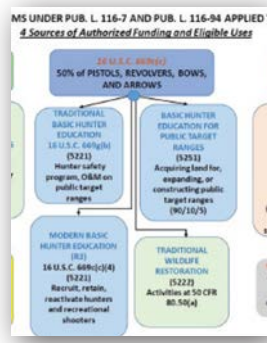 MS UNDER PUB. L. 116-7 AND PUB. L. 116-94 APPLIED
4 Sources of Authorized Funding and Eligible Uses
16 U.S.C. 669c(c)
50% of PISTOLS, REVOLVERS, BOWS,
AND ARROWS
TRADITIONAL
BASIC HUNTER
EDUCATION
16 U.S.C. 669g(b)
(5221)
Hunter safety
program, O&M on
public target
ranges
BASIC HUNTER
EDUCATION FOR
PUBLIC TARGET
RANGES
(5251)
Acquiring land for,
expanding, or
constructing public
target ranges
(90/10/5)
MODERN BASIC
HUNTER EDUCATION
(R3)
16 U.S.C. 669c(c)(4)
(5221)
Recruit, retain,
reactivate hunters
and recreational
shooters
TRADITIONAL
WILDLIFE
RESTORATION
(5222)
Activities at 50 CFR
80.50(a)